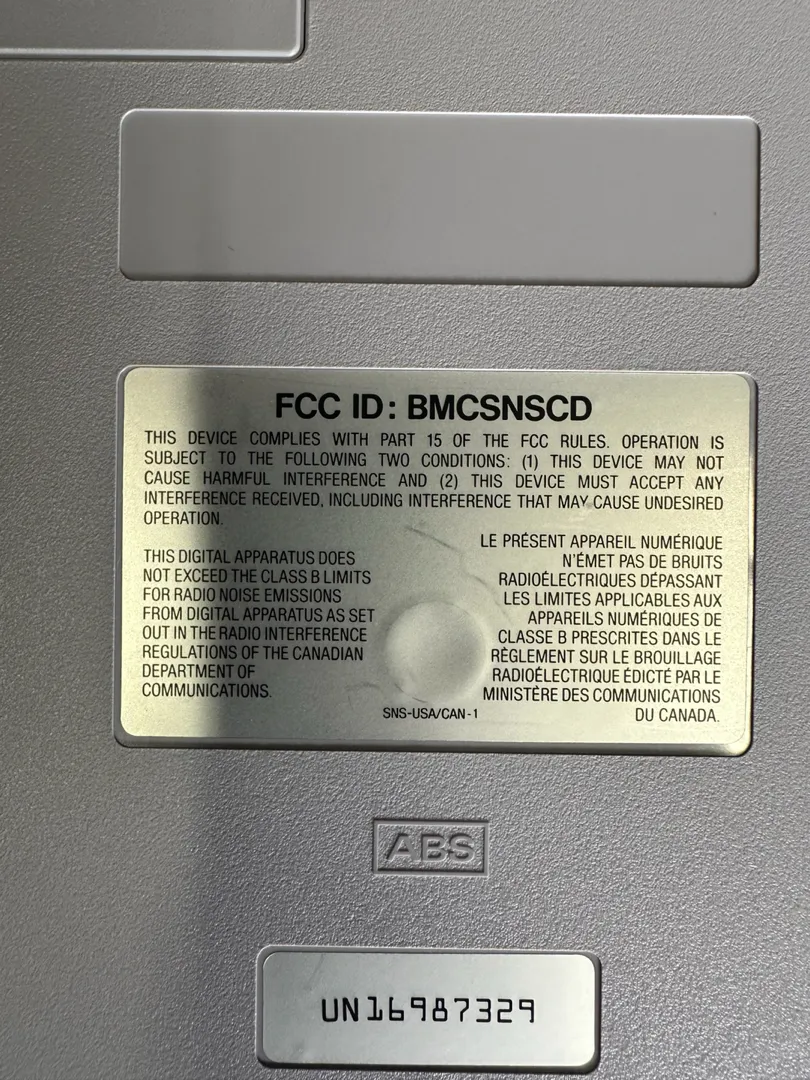 FCC ID: BMCSNSCD
THIS DEVICE COMPLIES WITH PART 15 OF THE FCC RULES. OPERATION IS
SUBJECT TO THE FOLLOWING TWO CONDITIONS: (1) THIS DEVICE MAY NOT
CAUSE HARMFUL INTERFERENCE AND (2) THIS DEVICE MUST ACCEPT ANY
INTERFERENCE RECEIVED, INCLUDING INTERFERENCE THAT MAY CAUSE UNDESIRED
OPERATION.
THIS DIGITAL APPARATUS DOES
NOT EXCEED THE CLASS B LIMITS
FOR RADIO NOISE EMISSIONS
FROM DIGITAL APPARATUS AS SET
OUT IN THE RADIO INTERFERENCE
REGULATIONS OF THE CANADIAN
DEPARTMENT OF
COMMUNICATIONS.
LE PRÉSENT APPAREIL NUMÉRIQUE
N'ÉMET PAS DE BRUITS
RADIOÉLECTRIQUES DÉPASSANT
LES LIMITES APPLICABLES AUX
APPAREILS NUMÉRIQUES DE
CLASSE B PRESCRITES DANS LE
RÈGLEMENT SUR LE BROUILLAGE
RADIOÉLECTRIQUE ÉDICTÉ PAR LE
MINISTÈRE DES COMMUNICATIONS
DU CANADA.
SNS-USA/CAN-1
ABS
UN16987329